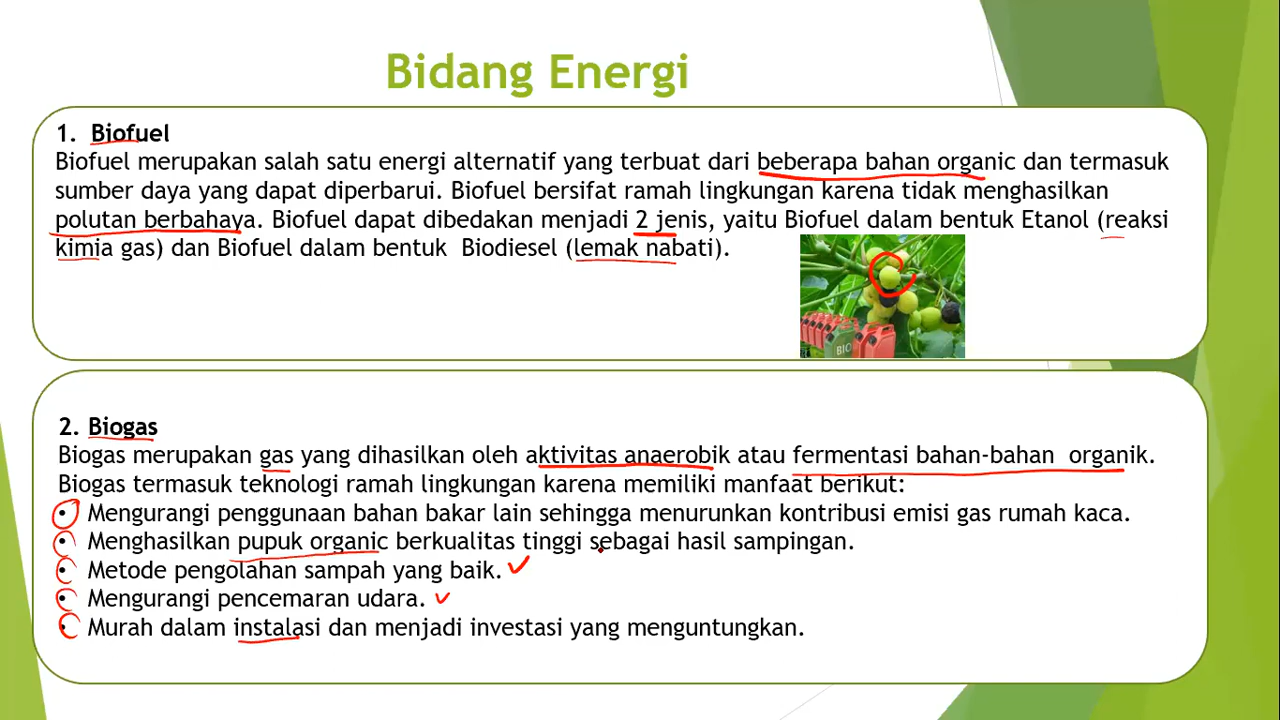 Bidang Energi
1. Biofuel
Biofuel merupakan salah satu energi alternatif yang terbuat dari beberapa bahan organic dan termasuk
sumber daya yang dapat diperbarui. Biofuel bersifat ramah lingkungan karena tidak menghasilkan
polutan berbahaya. Biofuel dapat dibedakan menjadi 2 jenis, yaitu Biofuel dalam bentuk Etanol (reaksi
kimia gas) dan Biofuel dalam bentuk Biodiesel (lemak nabati).
BIO
2. Biogas
Biogas merupakan gas yang dihasilkan oleh aktivitas anaerobik atau fermentasi bahan-bahan organik.
Biogas termasuk teknologi ramah lingkungan karena memiliki manfaat berikut:
• Mengurangi penggunaan bahan bakar lain sehingga menurunkan kontribusi emisi gas rumah kaca.
• Menghasilkan pupuk organic berkualitas tinggi sebagai hasil sampingan.
• Metode pengolahan sampah yang baik.
• Mengurangi pencemaran udara.
• Murah dalam instalasi dan menjadi investasi yang menguntungkan.